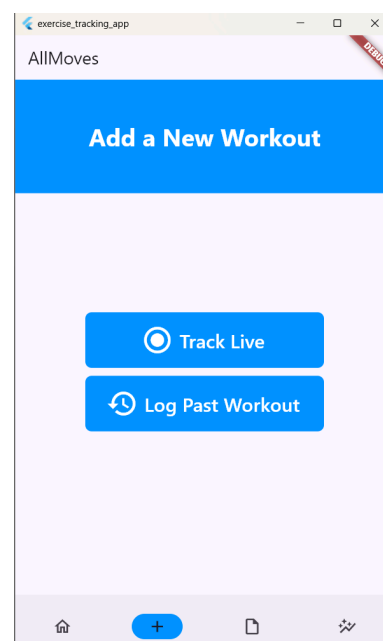 exercise_tracking_app
AllMoves
DEBUG
Add a New Workout
Track Live
Log Past Workout